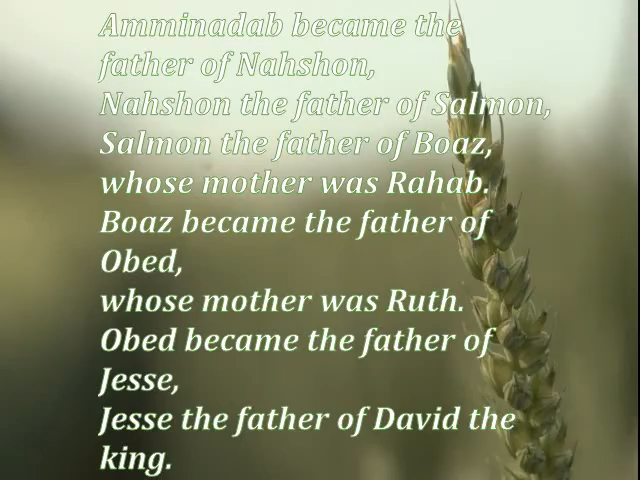 Amminadab became the
father of Nahshon,
Nahshon the father of Salmon,
Salmon the father of Boaz,
whose mother was Rahab.
Boaz became the father of
Obed,
whose mother was Ruth.
Obed became the father of
Jesse,
Jesse the father of David the
king.